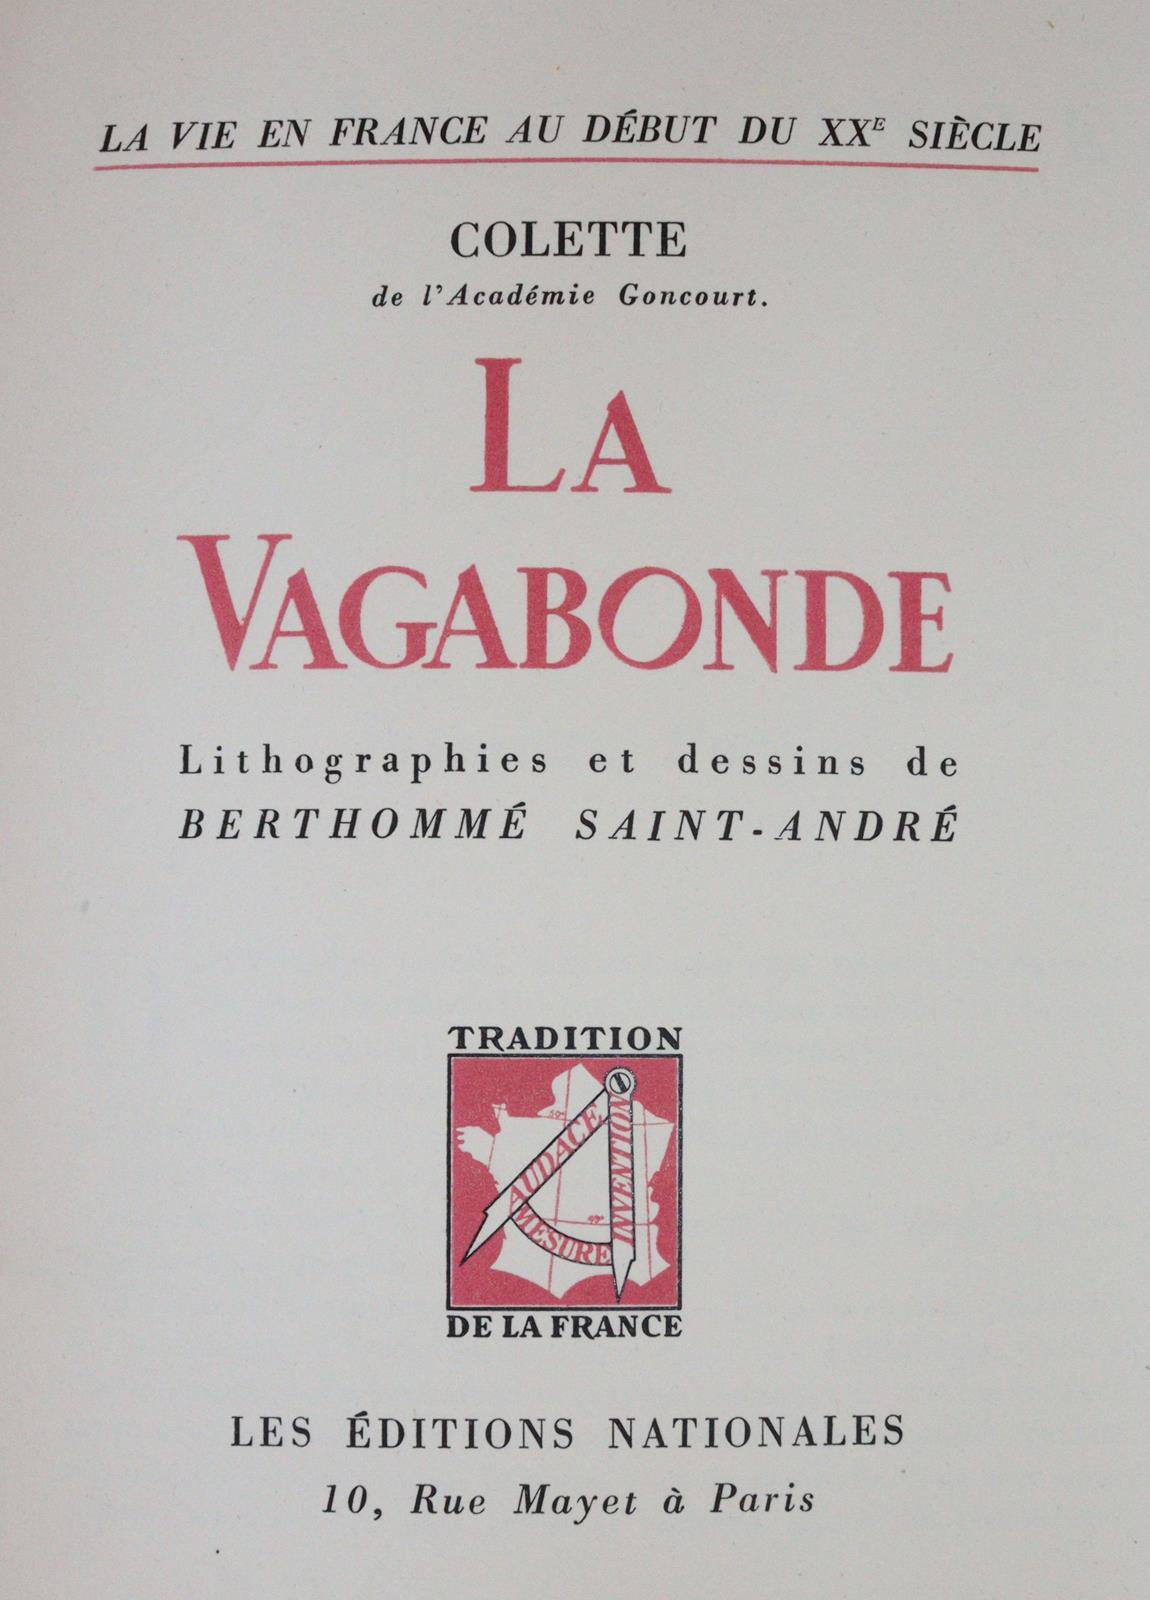 LA VIE EN FRANCE AU DÉBUT DU XXE SIÈCLE
COLETTE
de l'Académie Goncourt.
LA
VAGABONDE
Lithographies et dessins de
BERTHOMMÉ SAINT-ANDRÉ
TRADITION
AUDACE
INVENTION
MESURE
DE LA FRANCE
LES ÉDITIONS NATIONALES
10, Rue Mayet à Paris